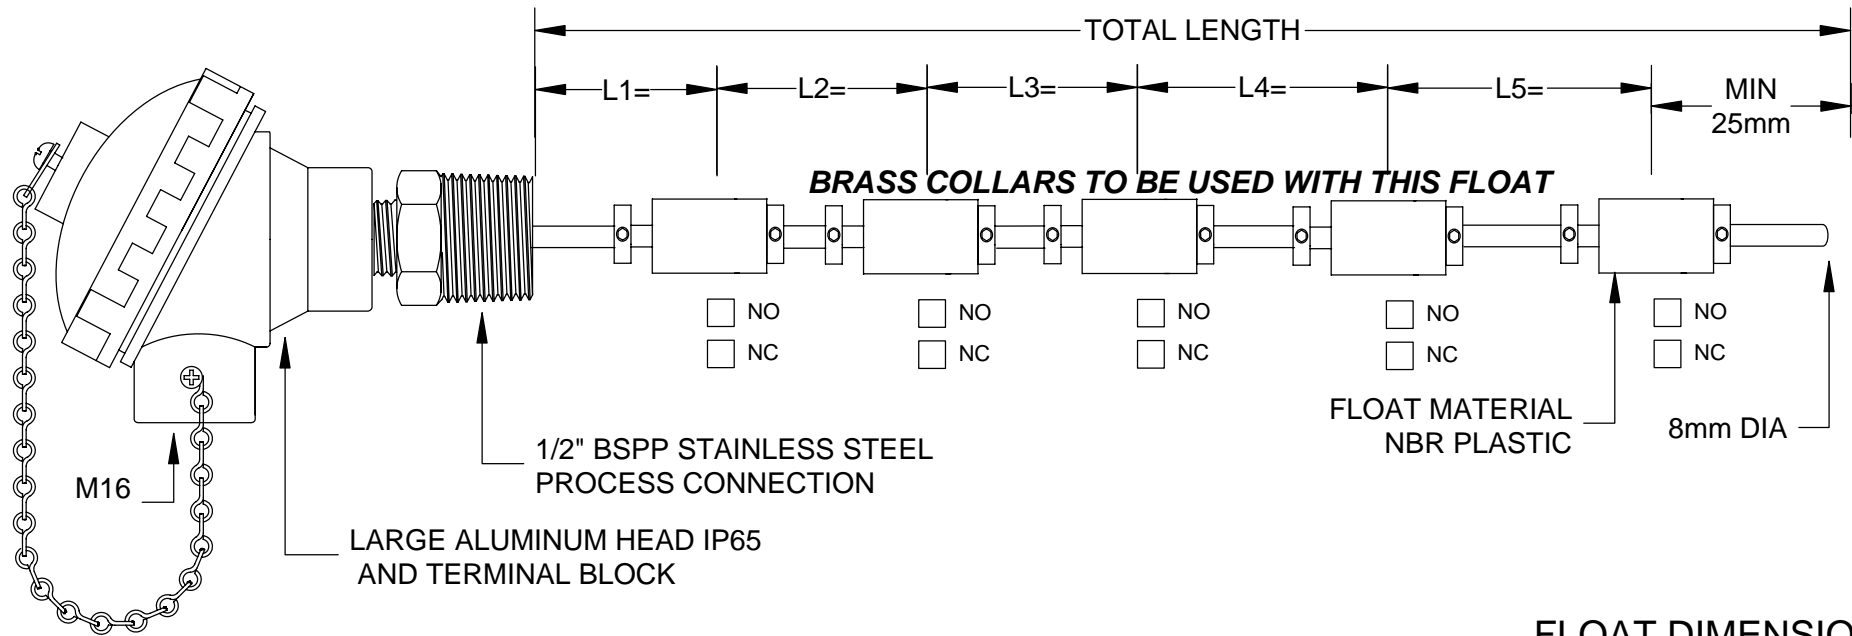 TOTAL LENGTH
L1=
L2=
L3=
L4=
L5=
MIN
25mm
BRASS COLLARS TO BE USED WITH THIS FLOAT
NO
NO
NO
NO
NO
NC
NC
NC
NC
NC
FLOAT MATERIAL
NBR PLASTIC
8mm DIA
1/2" BSPP STAINLESS STEEL
PROCESS CONNECTION
M16
LARGE ALUMINUM HEAD IP65
AND TERMINAL BLOCK
FLOAT DIMENSIO